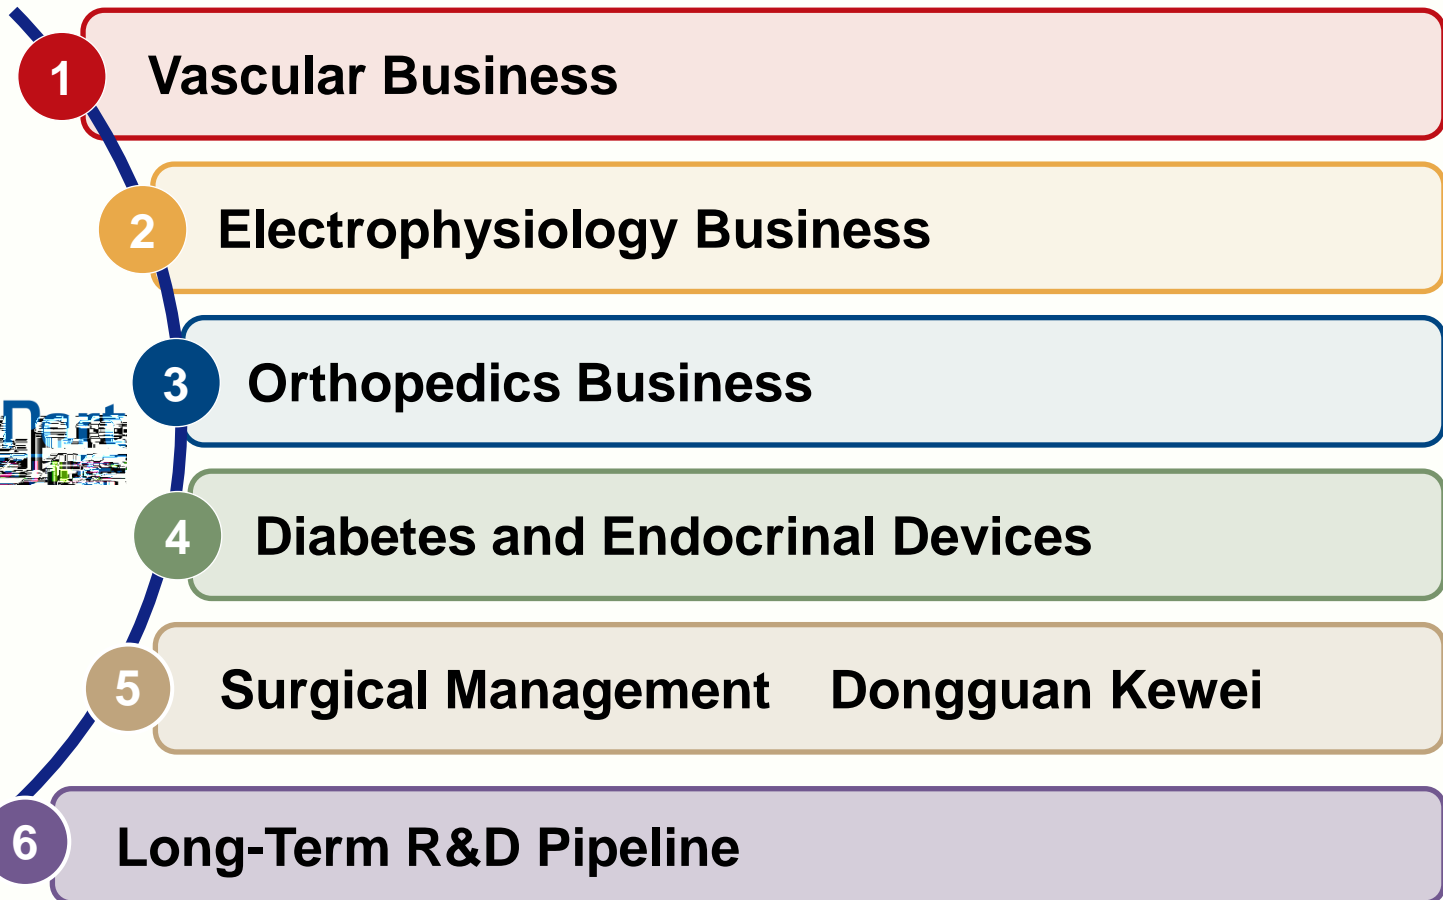 1 Vascular Business
2 Electrophysiology Business
3 Orthopedics Business
4 Diabetes and Endocrinal Devices
5 Surgical Management Dongguan Kewei
6 Long-Term R&D Pipeline